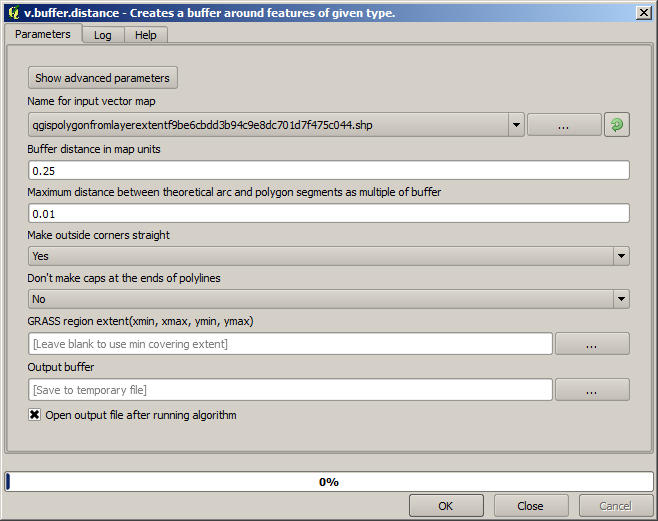 v.buffer.distance - Creates a buffer around features of given type.
Parameters Log Help
Show advanced parameters
Name for input vector map
qgispolygonfromlayerextentf9be6cbdd3b94c9e8dc701d7f475c044.shp ...
Buffer distance in map units
0.25
Maximum distance between theoretical arc and polygon segments as multiple of buffer
0.01
Make outside corners straight
Yes
Don't make caps at the ends of polylines
No
GRASS region extent(xmin, xmax, ymin, ymax)
[Leave blank to use min covering extent] ...
Output buffer
[Save to temporary file] ...
Open output file after running algorithm
0%
OK Close Cancel